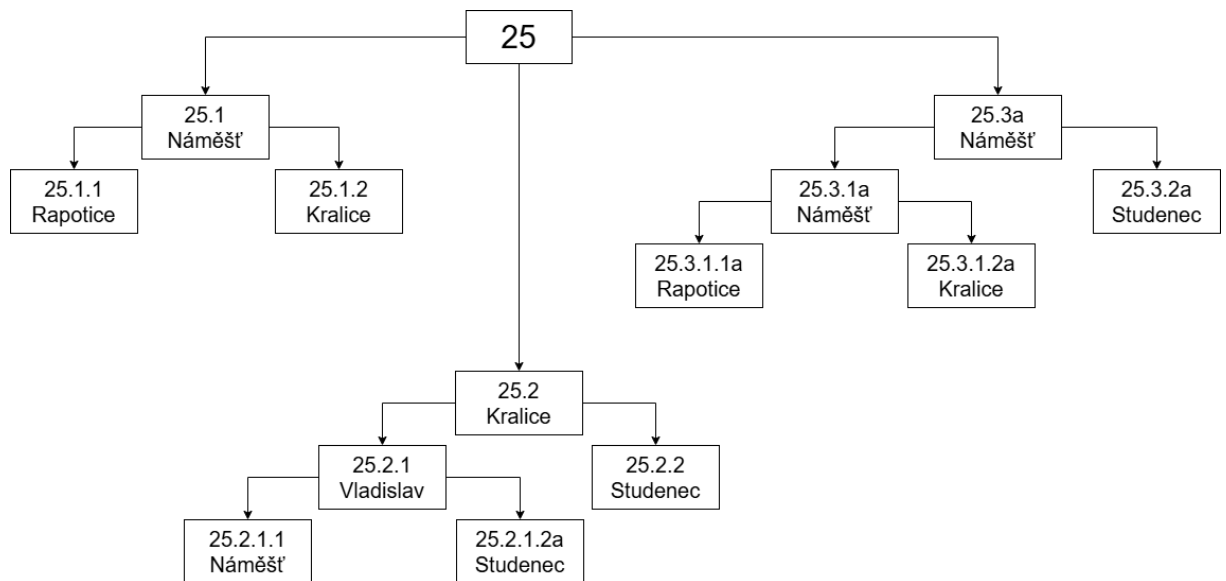 25
25.1
Náměšť
25.3a
Náměšť
25.1.1
Rapotice
25.1.2
Kralice
25.3.1a
Náměšť
25.3.2a
Studenec
25.3.1.1a
Rapotice
25.3.1.2a
Kralice
25.2
Kralice
25.2.1
Vladislav
25.2.2
Studenec
25.2.1.1
Náměšť
25.2.1.2a
Studenec